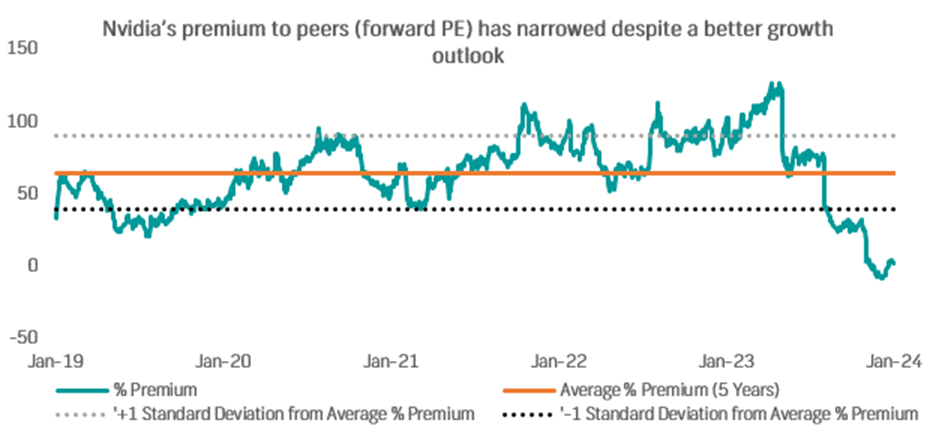 Nvidia's premium to peers (forward PE) has narrowed despite a better growth
outlook
150
100
50
0
-50
Jan-19 Jan-20 Jan-21 Jan-22 Jan-23 Jan-24
% Premium Average % Premium (5 Years)
'+1 Standard Deviation from Average % Premium '−1 Standard Deviation from Average % Premium